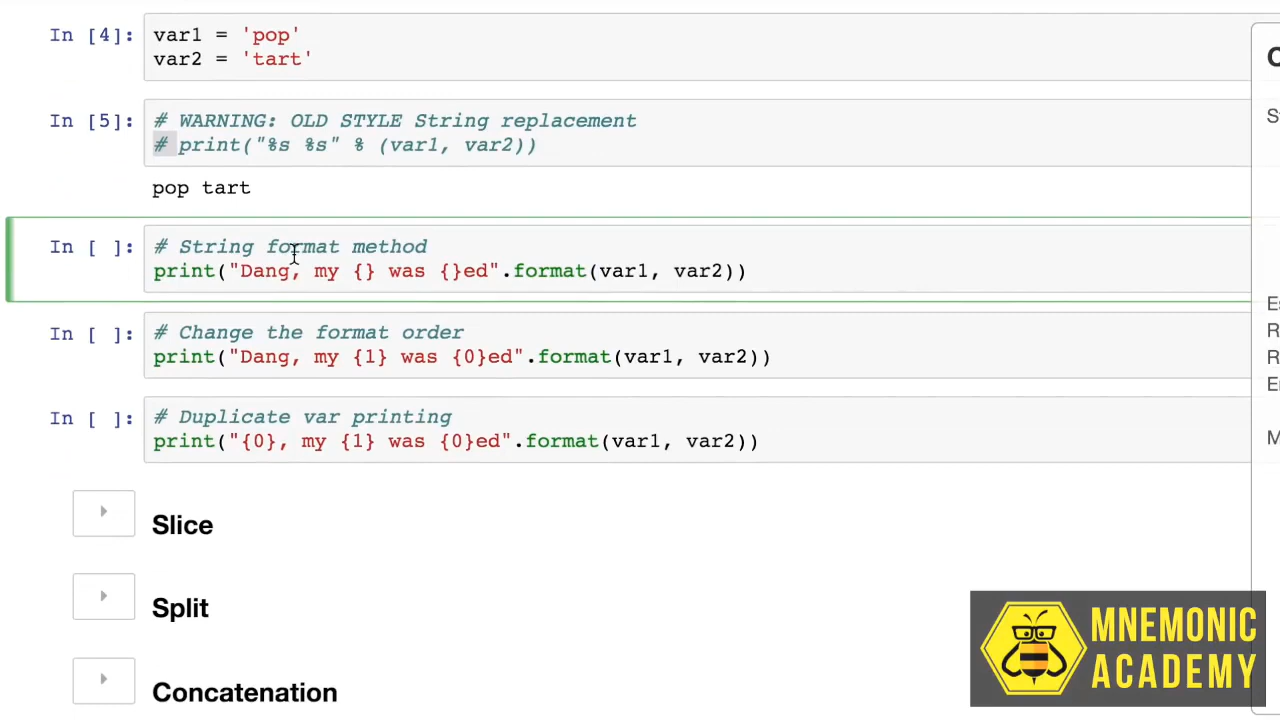 In [4]: var1 = 'pop'
var2 = 'tart'
In [5]: # WARNING: OLD STYLE String replacement
# print("%s %s" % (var1, var2))
pop tart
In [ ]: # String format method
print("Dang, my {} was {}ed".format(var1, var2))
In [ ]: # Change the format order
print("Dang, my {1} was {0}ed".format(var1, var2))
In [ ]: # Duplicate var printing
print("{0}, my {1} was {0}ed".format(var1, var2))
Slice
Split
Concatenation
MNEMONIC
ACADEMY